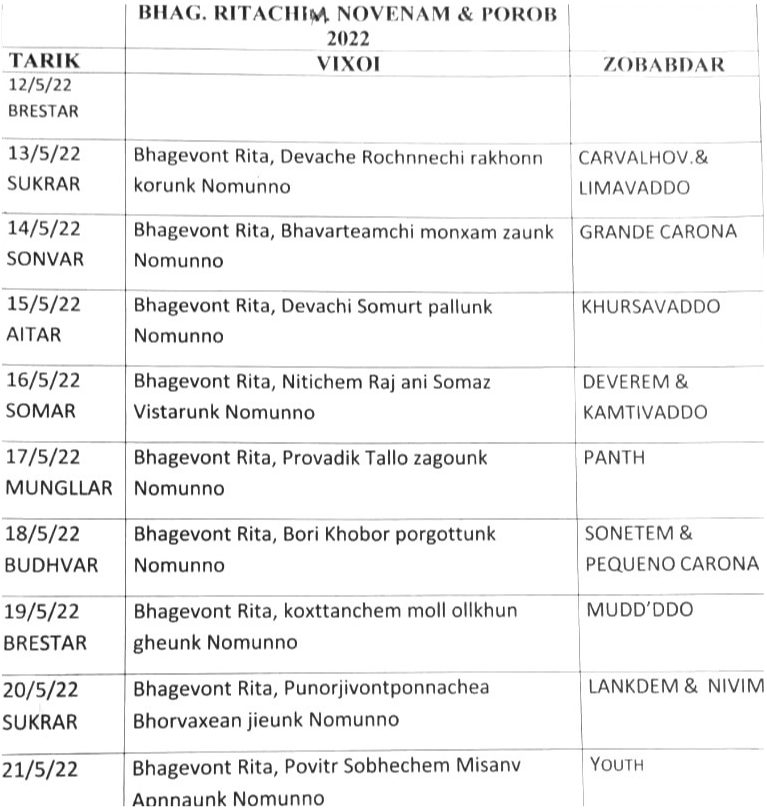 BHAG. RITACHIM NOVENAM & POROB
2022
TARIK VIXOI ZOBABDAR
12/5/22
BRESTAR
13/5/22 Bhagevont Rita, Devache Rochnnechi rakhonn CARVALHOV.&
SUKRAR korunk Nomunno LIMAVADDO
14/5/22 Bhagevont Rita, Bhavarteamchi monxam zaunk GRANDE CARONA
SONVAR Nomunno
15/5/22 Bhagevont Rita, Devachi Somurt pallunk KHURSAVADDO
AITAR Nomunno
16/5/22 Bhagevont Rita, Nitichem Raj ani Somaz DEVEREM &
SOMAR Vistarunk Nomunno KAMTIVADDO
17/5/22 Bhagevont Rita, Provadik Tallo zagounk PANTH
MUNGLLAR Nomunno
18/5/22 Bhagevont Rita, Bori Khobor porgottunk SONETEM &
BUDHVAR Nomunno PEQUENO CARONA
19/5/22 Bhagevont Rita, koxttanchem moll ollkhun MUDD'DDO
BRESTAR gheunk Nomunno
20/5/22 Bhagevont Rita, Punorjivontponnachea LANKDEM & NIVIM
SUKRAR Bhorvaxean jieunk Nomunno
21/5/22 Bhagevont Rita, Povitr Sobhechem Misanv YOUTH
Apnnaunk Nomunno